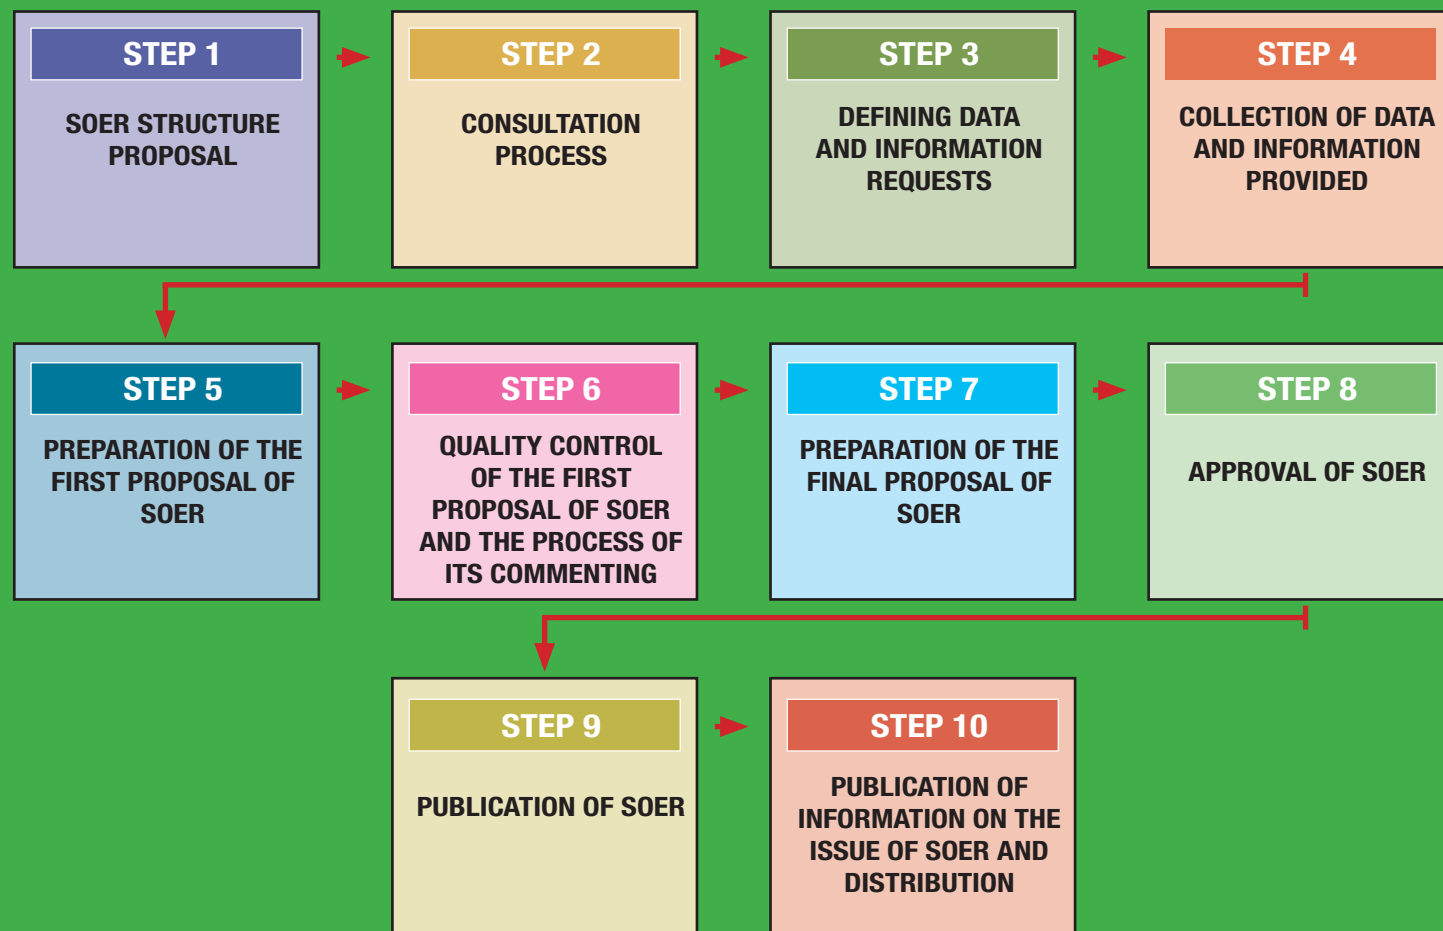 STEP 1
SOER STRUCTURE
PROPOSAL
STEP 2
CONSULTATION
PROCESS
STEP 3
DEFINING DATA
AND INFORMATION
REQUESTS
STEP 4
COLLECTION OF DATA
AND INFORMATION
PROVIDED
STEP 5
PREPARATION OF THE
FIRST PROPOSAL OF
SOER
STEP 6
QUALITY CONTROL
OF THE FIRST
PROPOSAL OF SOER
AND THE PROCESS OF
ITS COMMENTING
STEP 7
PREPARATION OF THE
FINAL PROPOSAL OF
SOER
STEP 8
APPROVAL OF SOER
STEP 9
PUBLICATION OF SOER
STEP 10
PUBLICATION OF
INFORMATION ON THE
ISSUE OF SOER AND
DISTRIBUTION